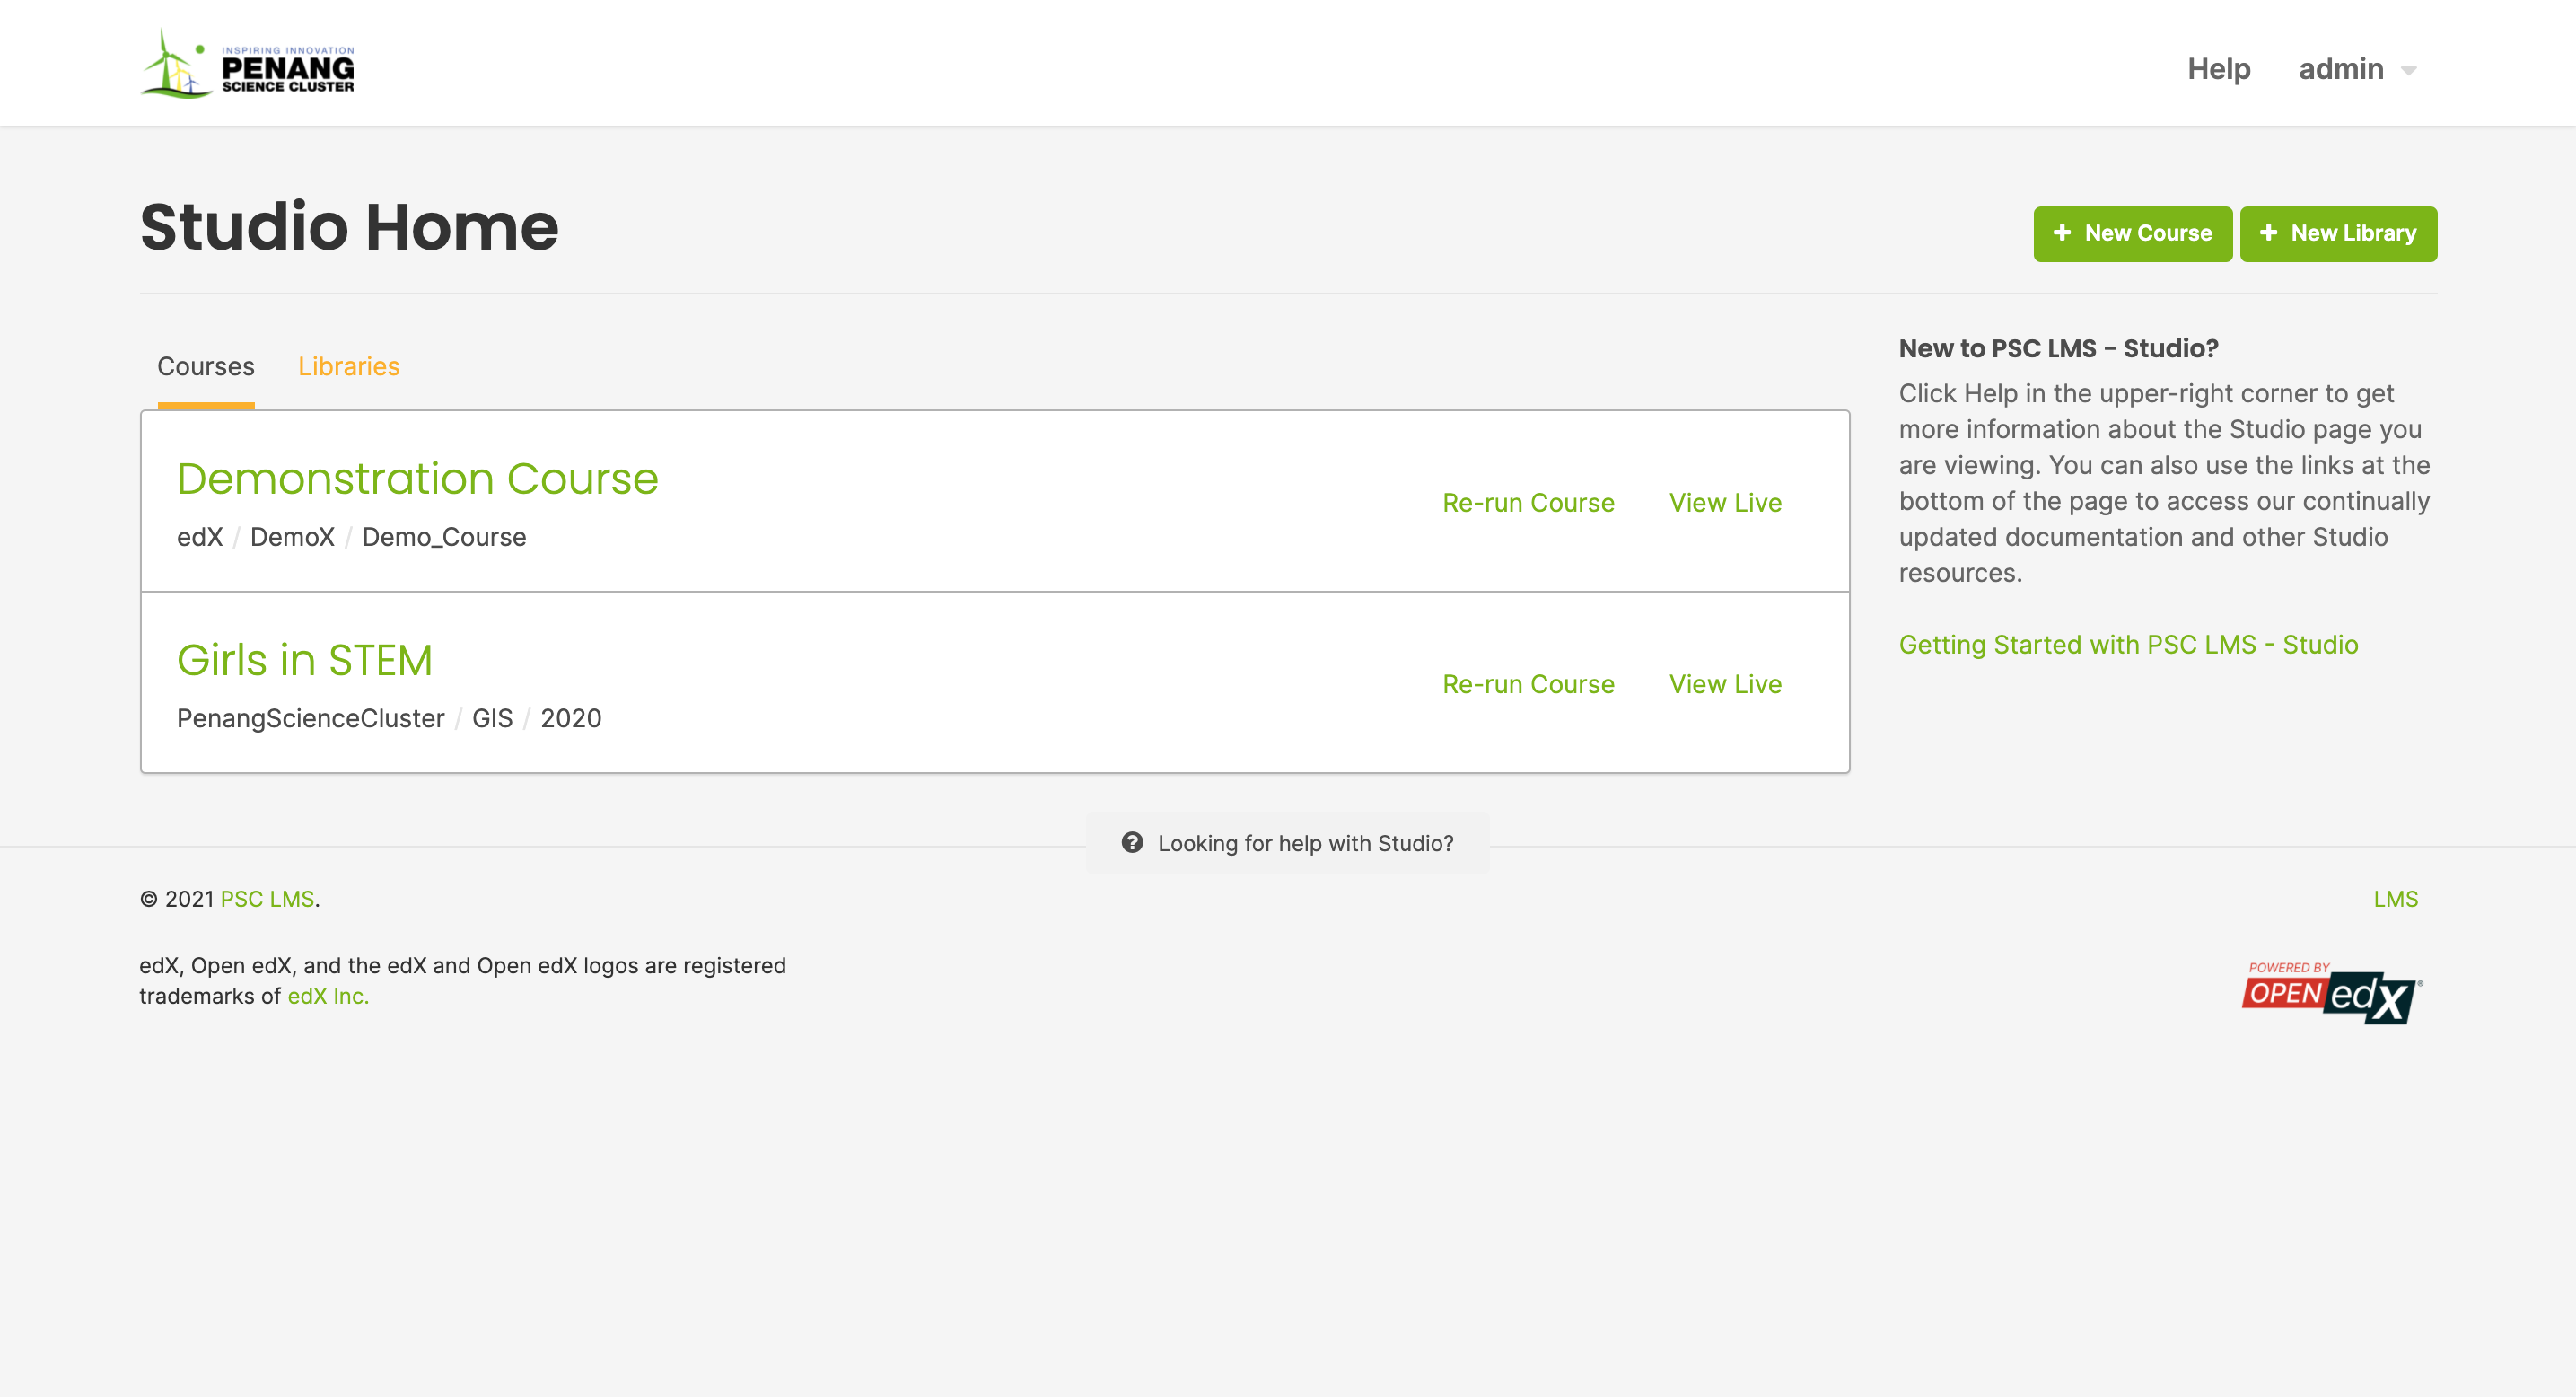 INSPIRING INNOVATION
PENANG
SCIENCE CLUSTER
Help admin
Studio Home
+ New Course + New Library
Courses Libraries
Demonstration Course
edX / DemoX / Demo_Course
Re-run Course View Live
Girls in STEM
PenangScienceCluster / GIS / 2020
Re-run Course View Live
New to PSC LMS - Studio?
Click Help in the upper-right corner to get
more information about the Studio page you
are viewing. You can also use the links at the
bottom of the page to access our continually
updated documentation and other Studio
resources.
Getting Started with PSC LMS - Studio
? Looking for help with Studio?
© 2021 PSC LMS.
LMS
edX, Open edX, and the edX and Open edX logos are registered
trademarks of edX Inc.
POWERED BY
OPEN edX®